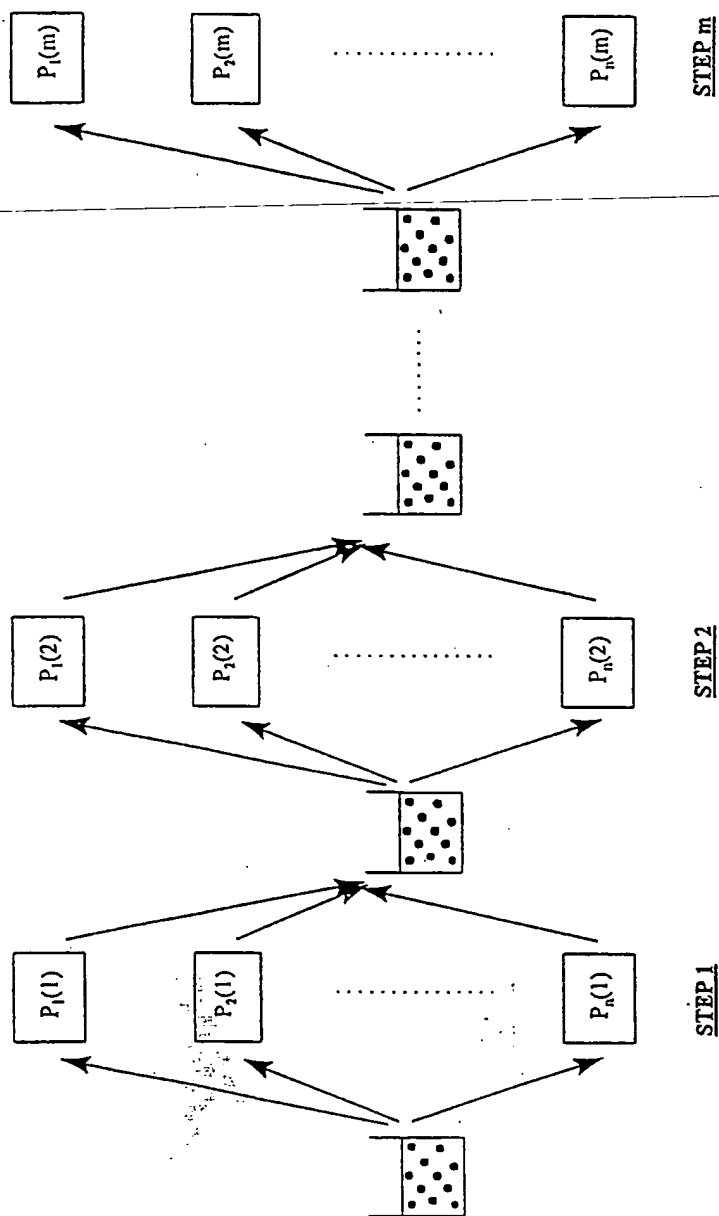 P₁(1)
P₂(1)
Pₙ(1)
STEP 1
P₁(2)
P₂(2)
Pₙ(2)
STEP 2
P₁(m)
P₂(m)
Pₙ(m)
STEP m